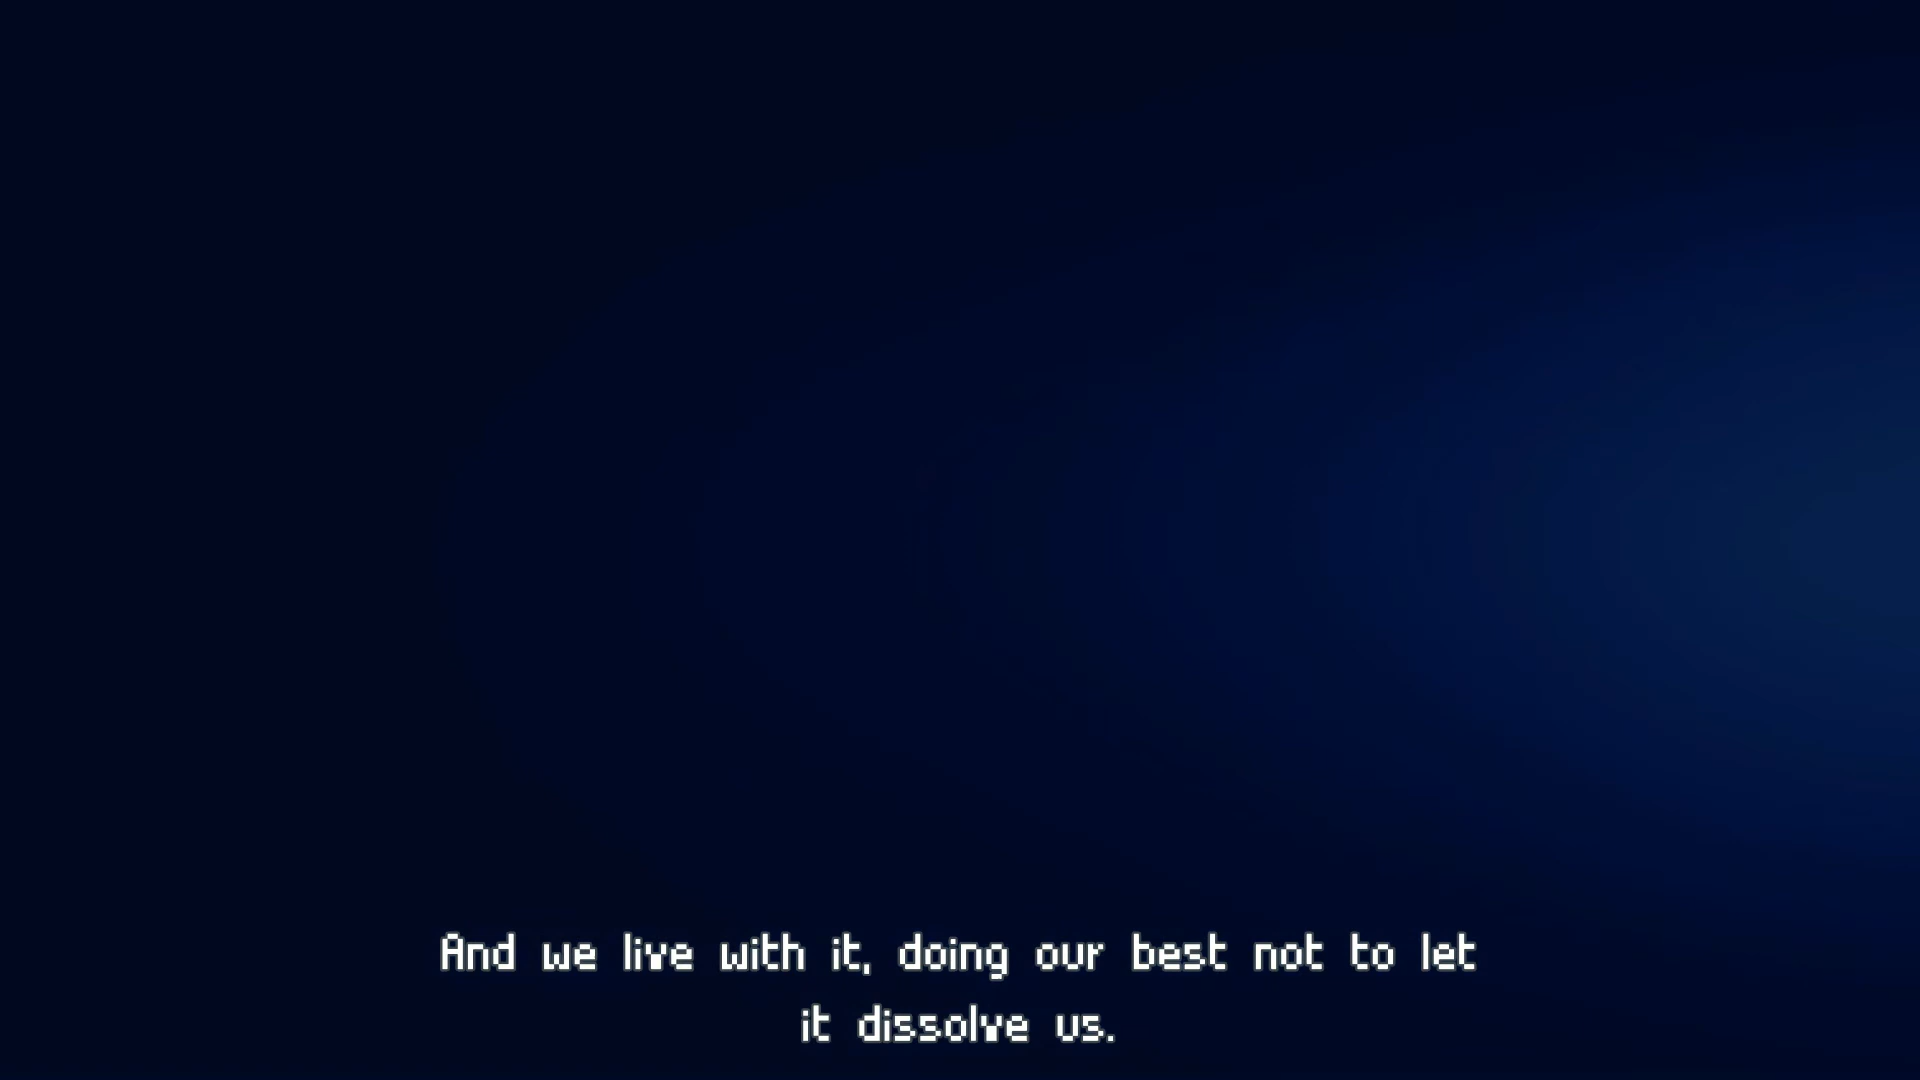 And we live with it, doing our best not to let
it dissolve us.